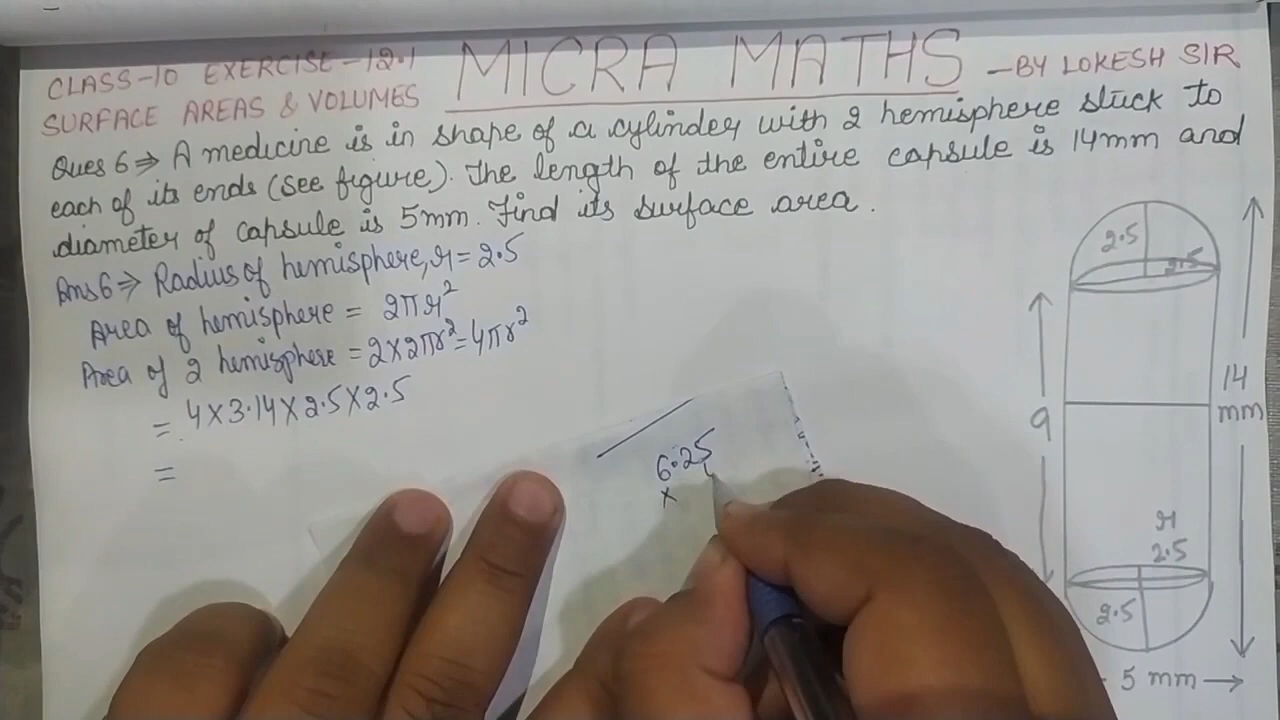 CLASS-10 EXERCISE-12.1
MICRA MATHS
-BY LOKESH SIR
SURFACE AREAS & VOLUMES
Ques 6⇒ A medicine is in shape of a cylinder with 2 hemisphere stuck to
each of its ends (see figure). The length of the entire capsule is 14mm and
diameter of capsule is 5mm. Find its surface area.
Ans 6⇒ Radius of hemisphere, r = 2.5
Area of hemisphere = 2πr²
Area of 2 hemisphere = 2×2πr² = 4πr²
= 4×3.14×2.5×2.5
=
6.25
×
2.5
2.5
9
14
mm
r
2.5
2.5
5 mm →